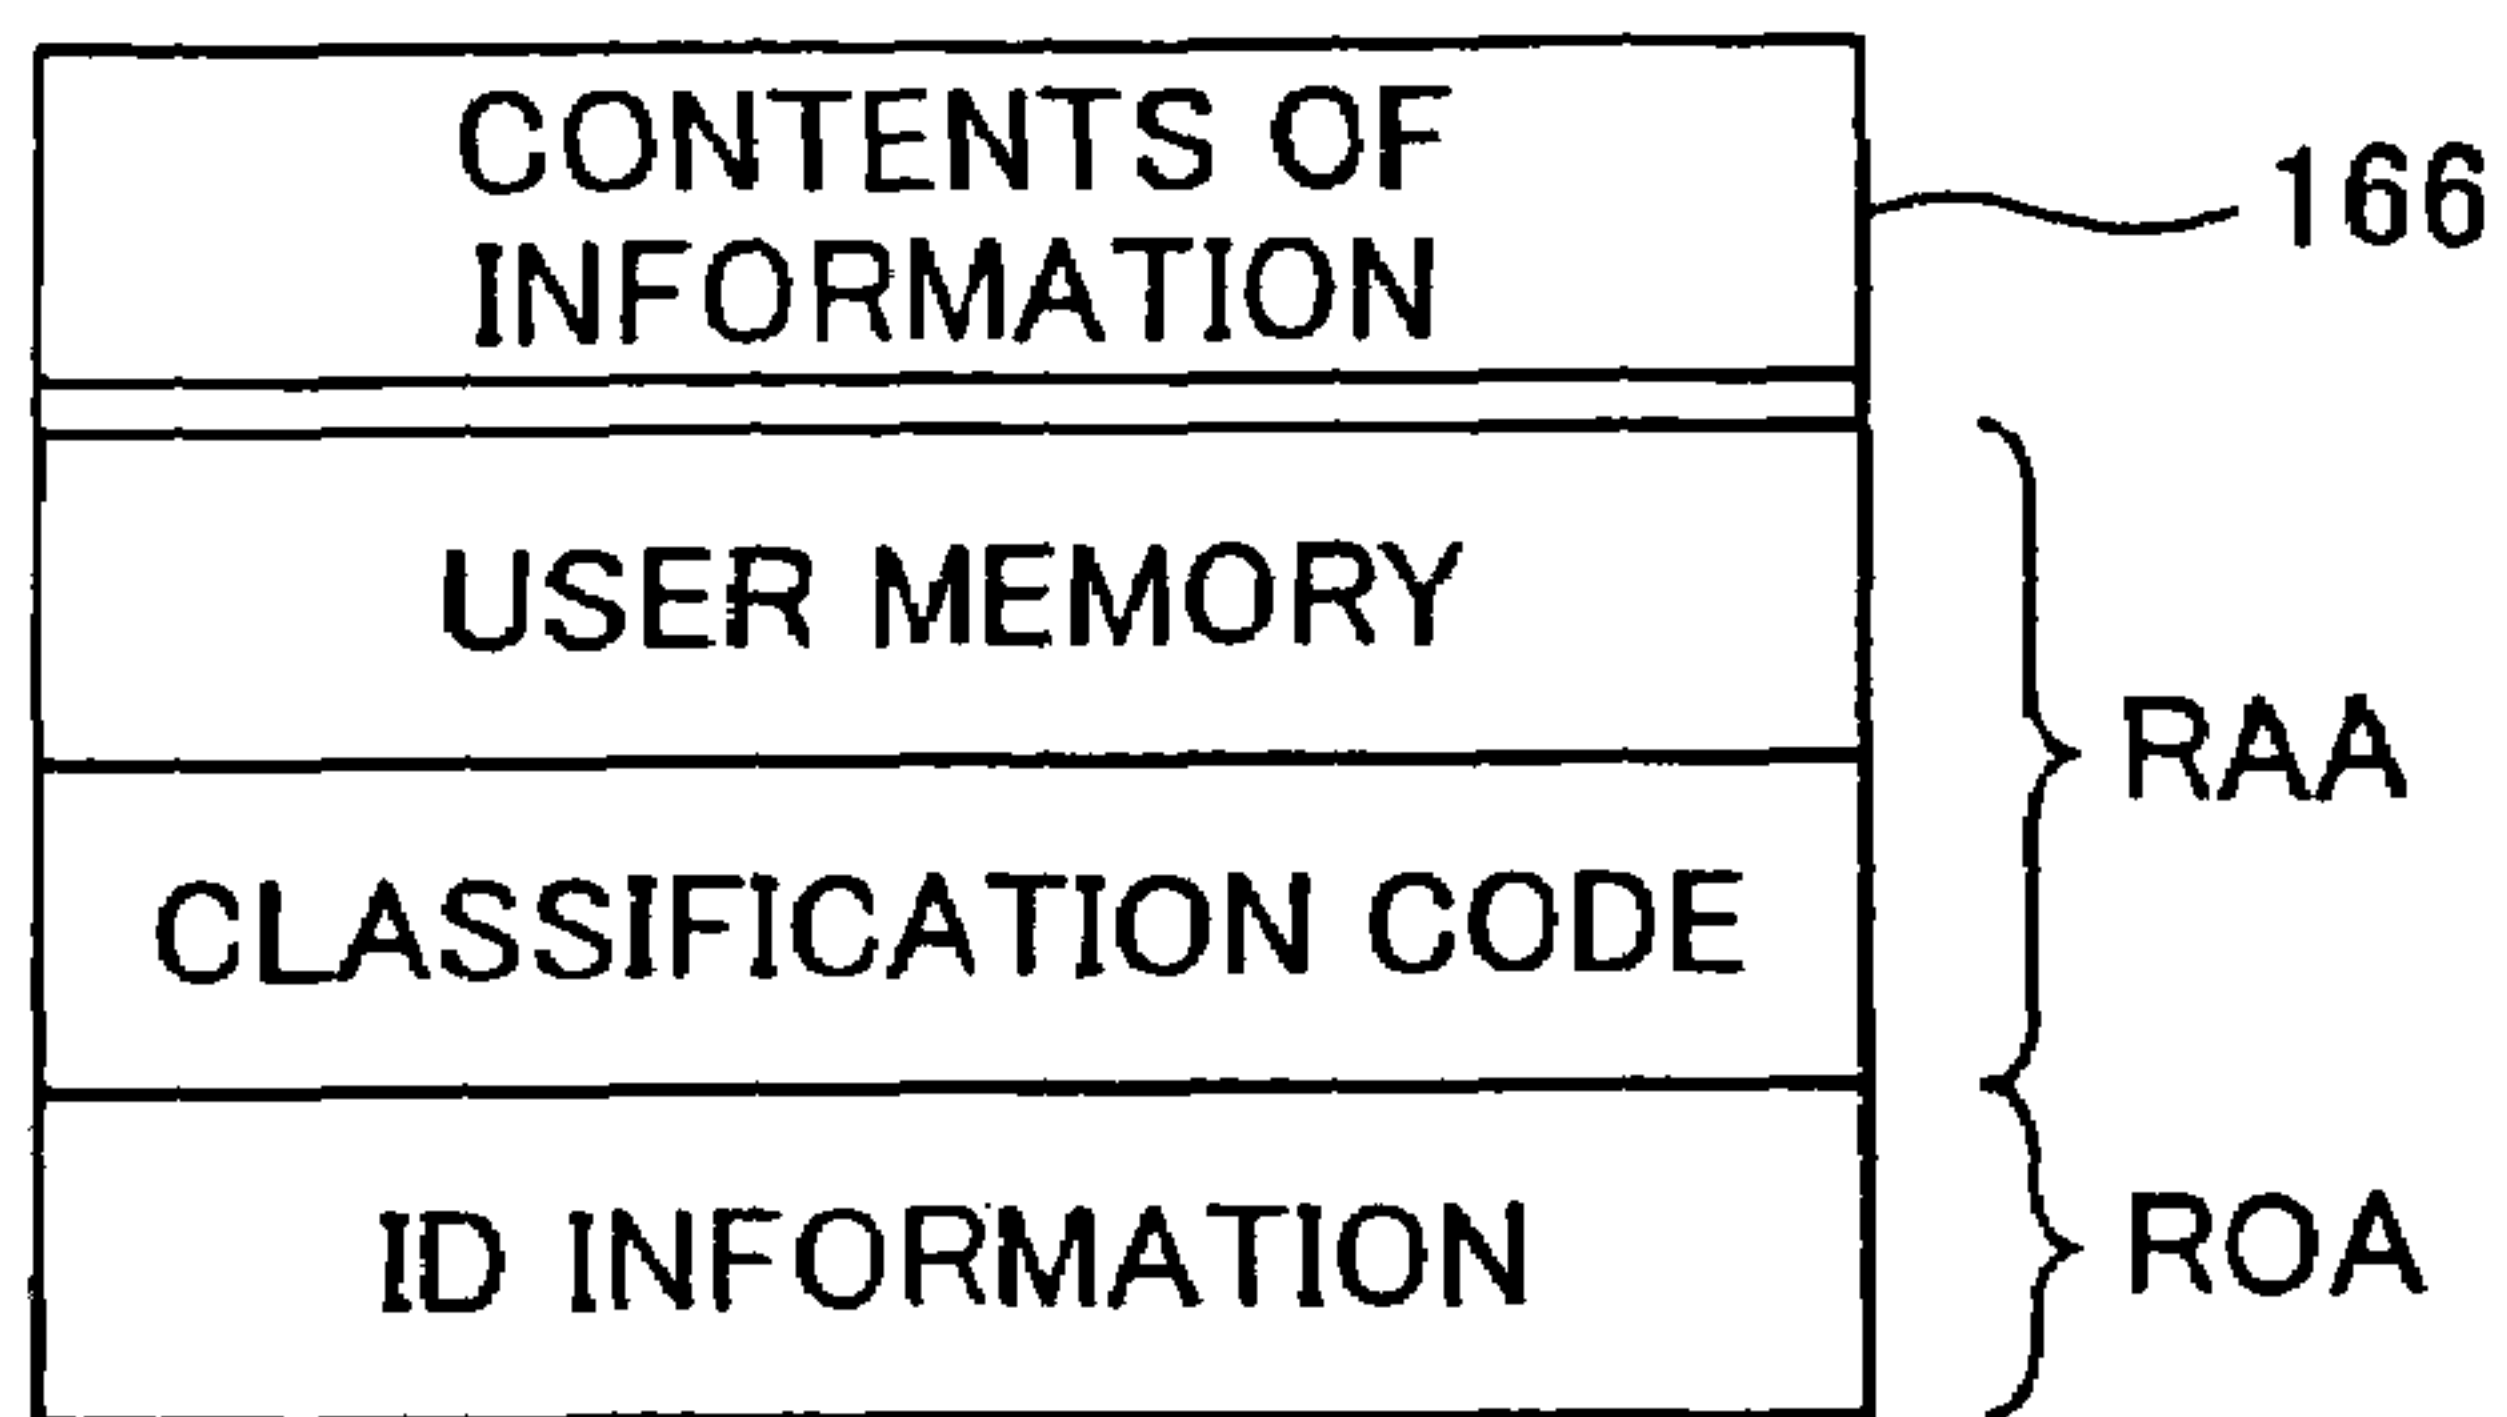 CONTENTS OF
INFORMATION
166
USER MEMORY
RAA
CLASSIFICATION CODE
ID INFORMATION
ROA